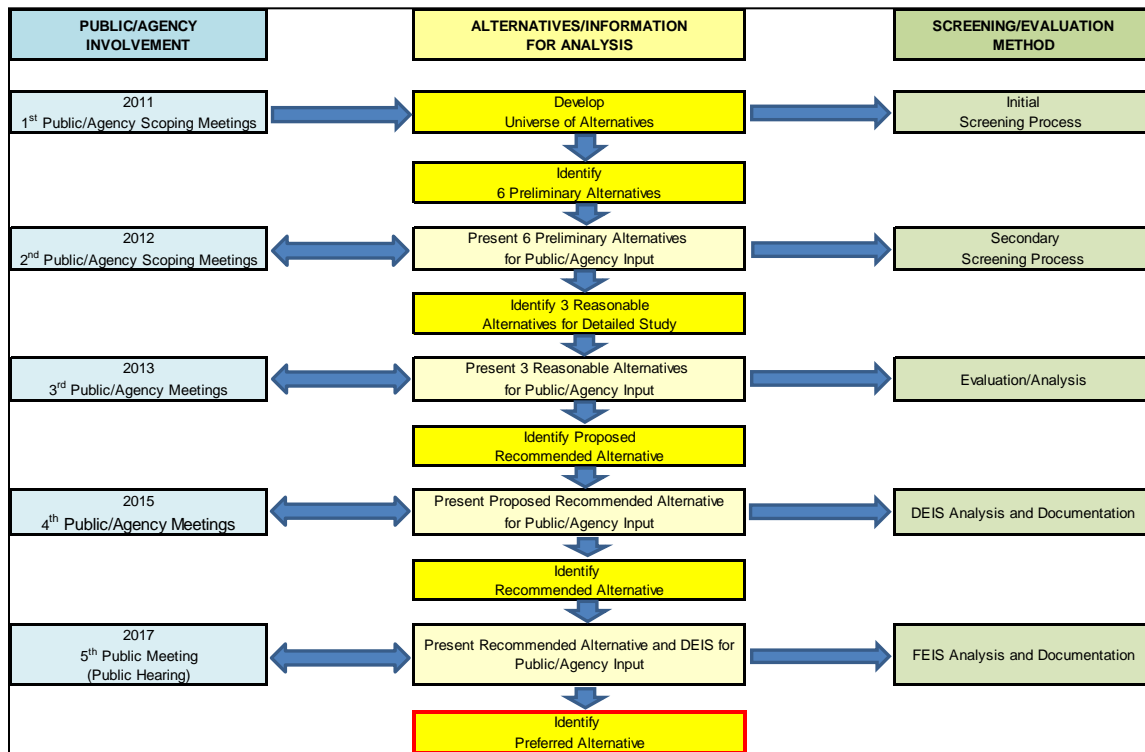 PUBLIC/AGENCY
INVOLVEMENT
ALTERNATIVES/INFORMATION
FOR ANALYSIS
SCREENING/EVALUATION
METHOD
2011
1st Public/Agency Scoping Meetings
Develop
Universe of Alternatives
Initial
Screening Process
Identify
6 Preliminary Alternatives
2012
2nd Public/Agency Scoping Meetings
Present 6 Preliminary Alternatives
for Public/Agency Input
Secondary
Screening Process
Identify 3 Reasonable
Alternatives for Detailed Study
2013
3rd Public/Agency Meetings
Present 3 Reasonable Alternatives
for Public/Agency Input
Evaluation/Analysis
Identify Proposed
Recommended Alternative
2015
4th Public/Agency Meetings
Present Proposed Recommended Alternative
for Public/Agency Input
DEIS Analysis and Documentation
Identify
Recommended Alternative
2017
5th Public Meeting
(Public Hearing)
Present Recommended Alternative and DEIS for
Public/Agency Input
FEIS Analysis and Documentation
Identify
Preferred Alternative